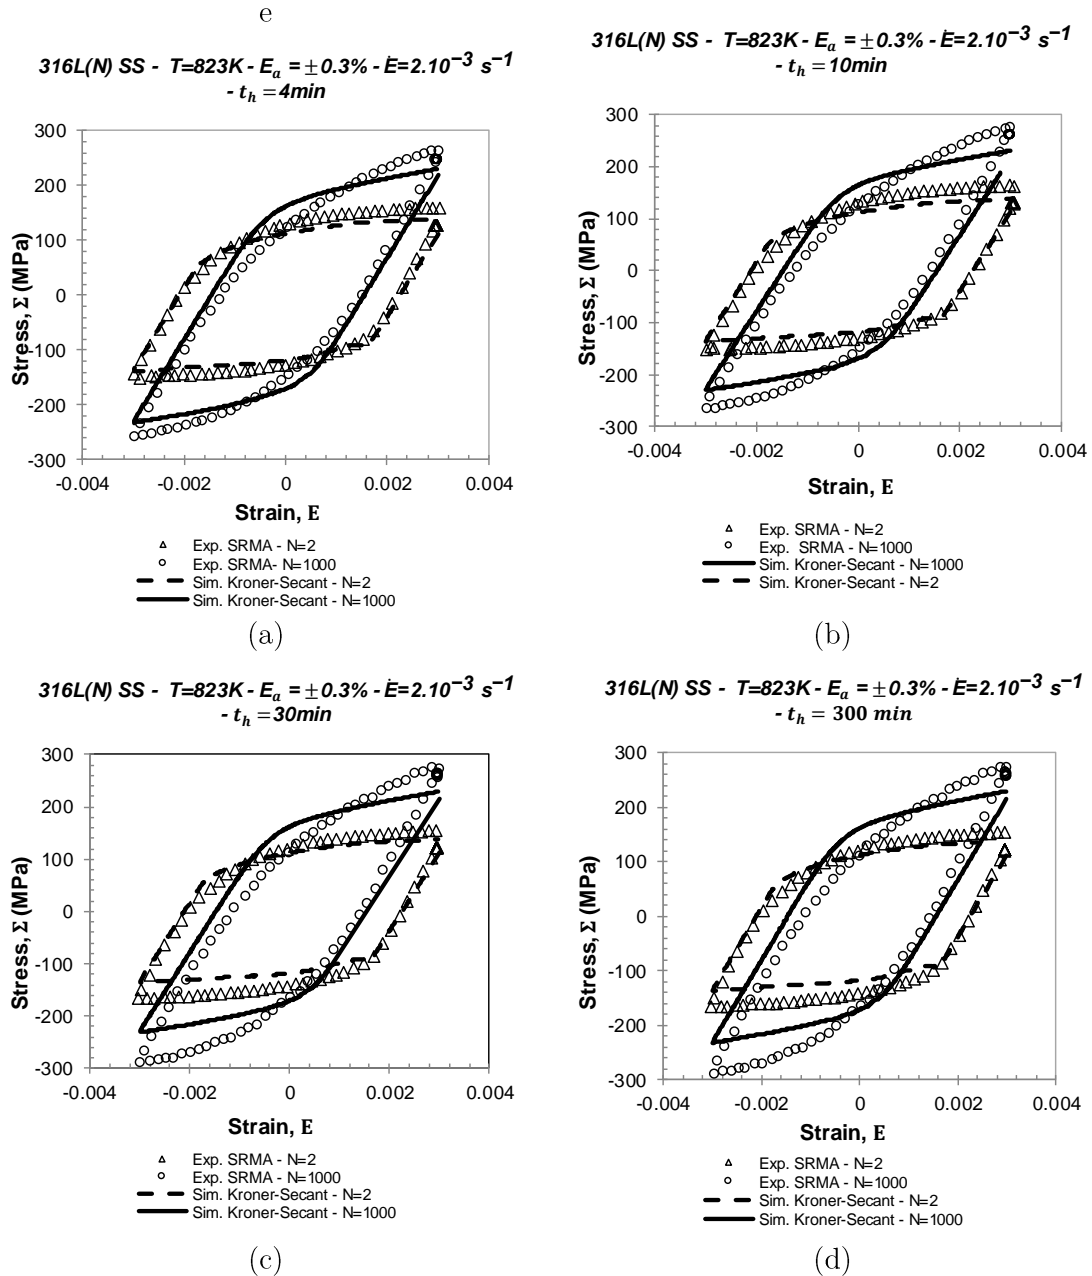 e
316L(N) SS - T=823K - E_a = ±0.3% - Ė=2.10⁻³ s⁻¹
- t_h = 4min
300
200
100
0
-100
-200
-300
-0.004 -0.002 0 0.002 0.004
Stress, Σ (MPa)
Strain, E
Exp. SRMA - N=2
Exp. SRMA- N=1000
Sim. Kroner-Secant - N=2
Sim. Kroner-Secant - N=1000
(a)
316L(N) SS - T=823K - E_a = ±0.3% - Ė=2.10⁻³ s⁻¹
- t_h = 10min
300
200
100
0
-100
-200
-300
-0.004 -0.002 0 0.002 0.004
Stress, Σ (MPa)
Strain, E
Exp. SRMA - N=2
Exp. SRMA - N=1000
Sim. Kroner-Secant - N=1000
Sim. Kroner-Secant - N=2
(b)
316L(N) SS - T=823K - E_a = ±0.3% - Ė=2.10⁻³ s⁻¹
- t_h = 30min
300
200
100
0
-100
-200
-300
-0.004 -0.002 0 0.002 0.004
Stress, Σ (MPa)
Strain, E
Exp. SRMA - N=2
Exp. SRMA - N=1000
Sim. Kroner-Secant - N=2
Sim. Kroner-Secant - N=1000
(c)
316L(N) SS - T=823K - E_a = ±0.3% - Ė=2.10⁻³ s⁻¹
- t_h = 300 min
300
200
100
0
-100
-200
-300
-0.004 -0.002 0 0.002 0.004
Stress, Σ (MPa)
Strain, E
Exp. SRMA - N=2
Exp. SRMA - N=1000
Sim. Kroner-Secant - N=2
Sim. Kroner-Secant - N=1000
(d)